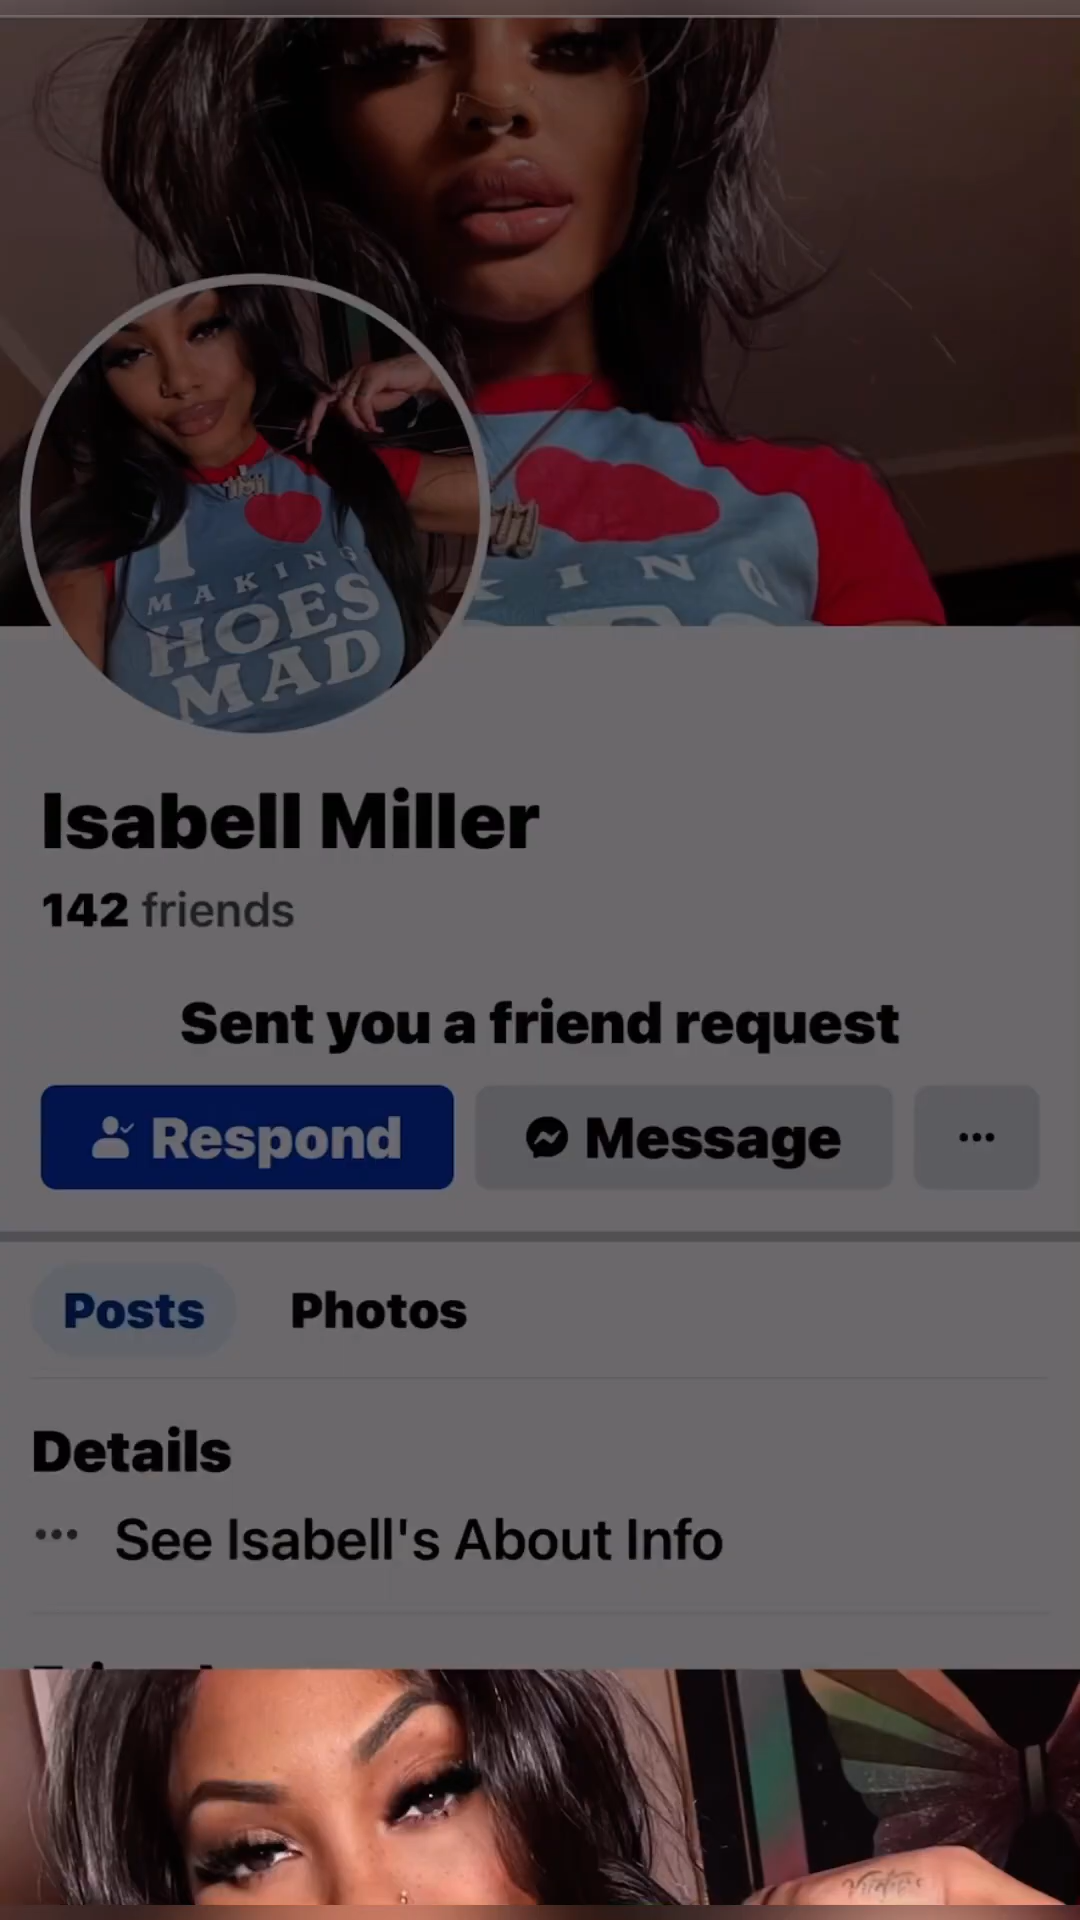 I
MAKING
HOES
MAD
KING
Isabell Miller
142 friends
Sent you a friend request
Respond
Message
Posts
Photos
Details
See Isabell's About Info